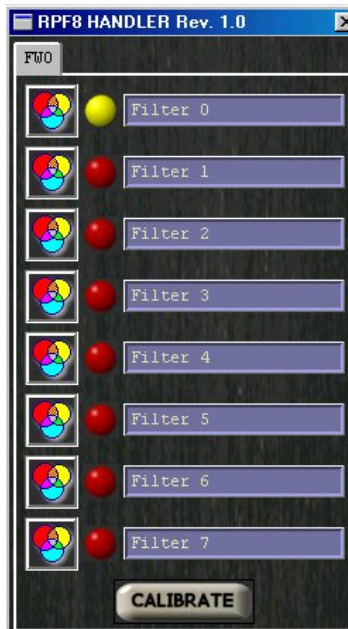 RPF8 HANDLER Rev. 1.0
FW0
Filter 0
Filter 1
Filter 2
Filter 3
Filter 4
Filter 5
Filter 6
Filter 7
CALIBRATE